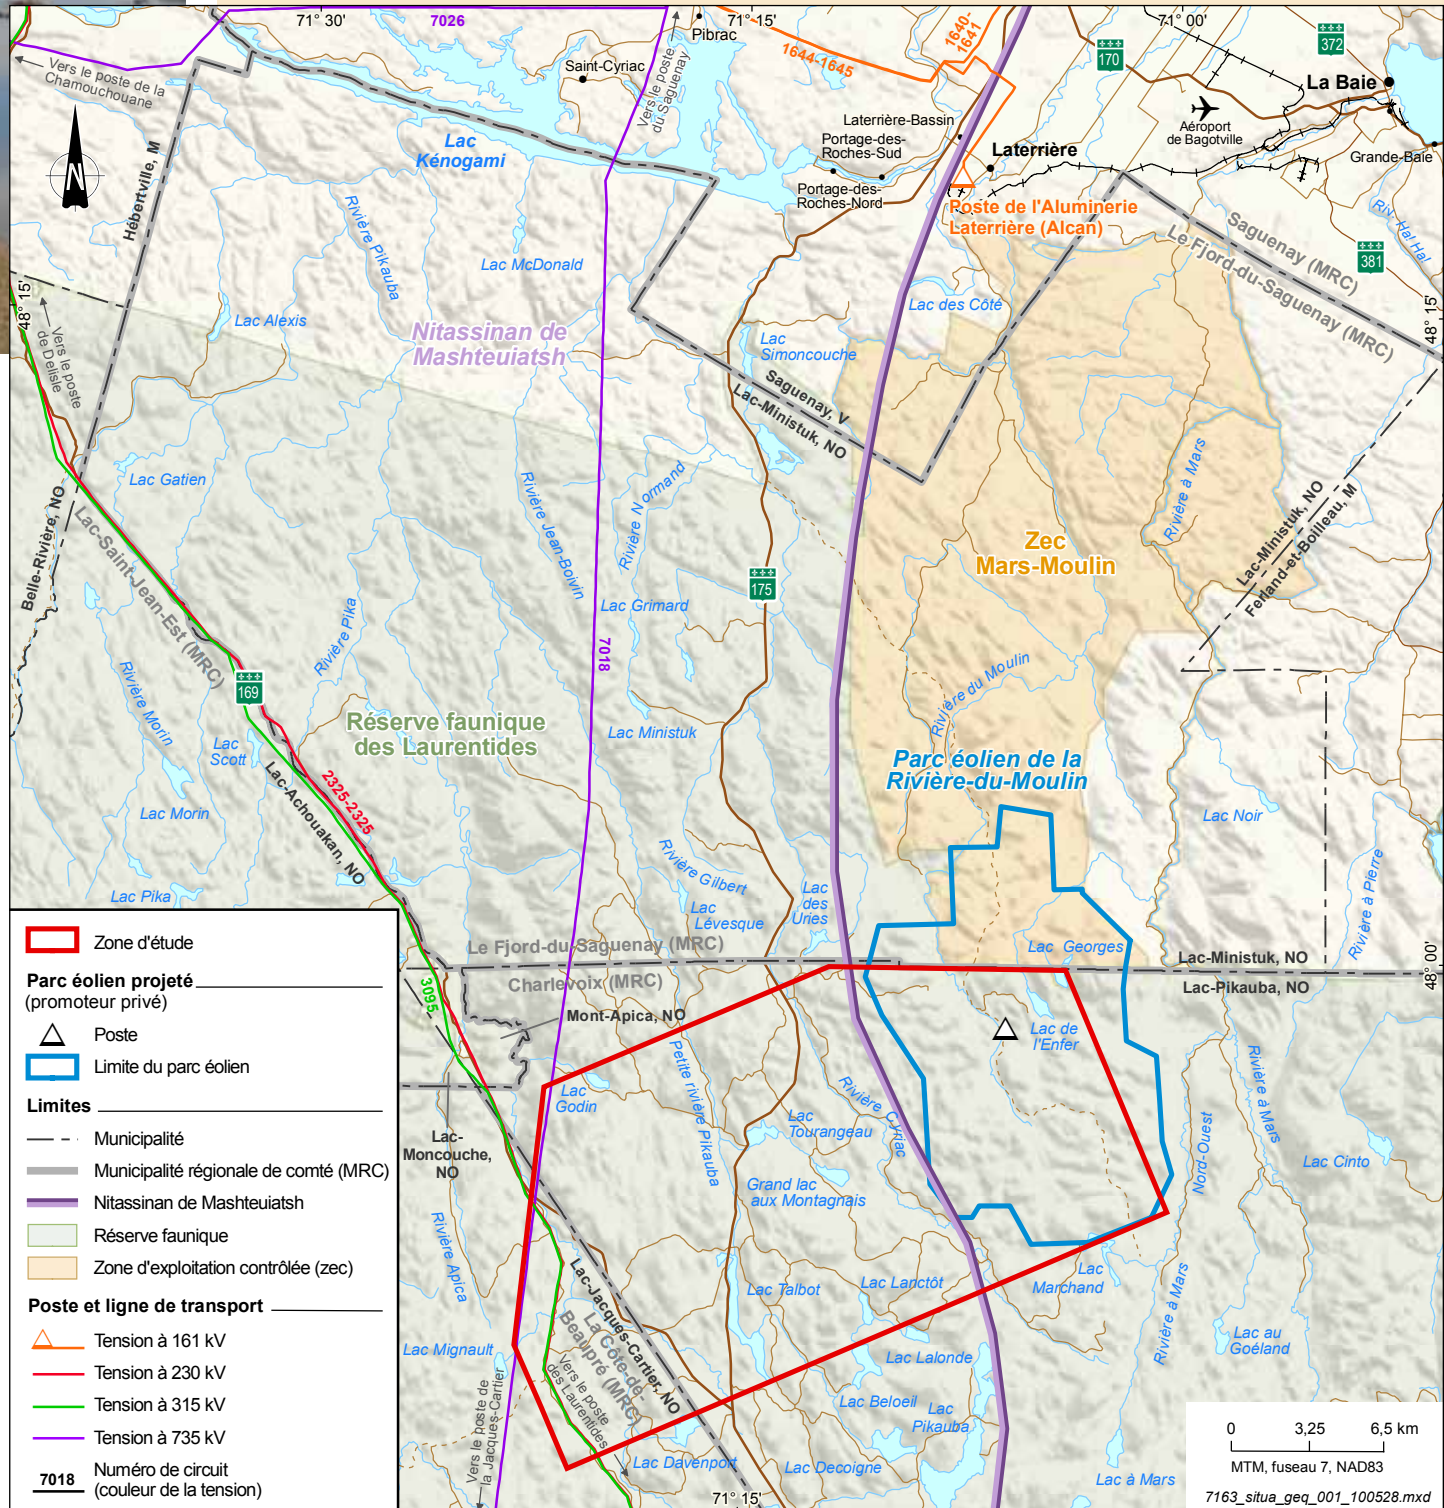 71° 30'
7026
71° 15'
71° 00'
Pibrac
Saint-Cyriac
1644-1645
1640-
1641
170
372
La Baie
Vers le poste de la
Chamouchouane
Vers le poste
du Saguenay
Aéroport
de Bagotville
Grande-Baie
N
Hébertville, M
Lac
Kénogami
Laterrière-Bassin
Portage-des-
Roches-Sud
Laterrière
Portage-des-
Roches-Nord
Poste de l'Aluminerie
Laterrière (Alcan)
Rivière Pikauba
Lac McDonald
Riv. Ha! Ha!
Saguenay (MRC)
Le Fjord-du-Saguenay (MRC)
381
48° 15'
48° 15'
Vers le poste
de Delisle
Lac Alexis
Nitassinan de
Mashteuiatsh
Lac des Côté
Lac
Simoncouche
Saguenay, V
Lac-Ministuk, NO
Lac Gatien
Belle-Rivière, NO
Lac-Saint-Jean-Est (MRC)
Rivière Jean-Boivin
Rivière Normand
Rivière à Mars
Zec
Mars-Moulin
Lac-Ministuk, NO
Ferland-et-Boilleau, M
175
Lac Grimard
7018
Rivière Pika
Rivière Morin
169
Rivière du Moulin
Réserve faunique
des Laurentides
Lac Ministuk
Lac
Scott
Lac-Achouakan, NO
2325-2325
Parc éolien de la
Rivière-du-Moulin
Lac Morin
Lac Noir
Lac Pika
Rivière Gilbert
Lac
Lévesque
Lac
des
Uries
Rivière à Pierre
Lac Georges
Le Fjord-du-Saguenay (MRC)
Charlevoix (MRC)
Lac-Ministuk, NO
Lac-Pikauba, NO
48° 00'
3095
Mont-Apica, NO
Lac de
l'Enfer
Lac
Godin
Petite rivière Pikauba
Rivière Cyriac
Lac
Tourangeau
Rivière à Mars
Nord-Ouest
Rivière à Mars
Lac-
Moncouche,
NO
Lac Cinto
Grand lac
aux Montagnais
Rivière Apica
Lac-Jacques-Cartier, NO
La Côte-de-
Beaupré (MRC)
Lac Talbot
Lac Lanctôt
Lac
Marchand
Lac Mignault
Vers le poste
des Laurentides
Vers le poste de
la Jacques-Cartier
Lac Lalonde
Lac au
Goéland
Lac Beloeil
Lac
Pikauba
Lac Davenport
Lac Decoigne
Lac à Mars
71° 15'
Zone d'étude
Parc éolien projeté
(promoteur privé)
Poste
Limite du parc éolien
Limites
Municipalité
Municipalité régionale de comté (MRC)
Nitassinan de Mashteuiatsh
Réserve faunique
Zone d'exploitation contrôlée (zec)
Poste et ligne de transport
Tension à 161 kV
Tension à 230 kV
Tension à 315 kV
Tension à 735 kV
7018 Numéro de circuit
(couleur de la tension)
0 3,25 6,5 km
MTM, fuseau 7, NAD83
7163_situa_geq_001_100528.mxd